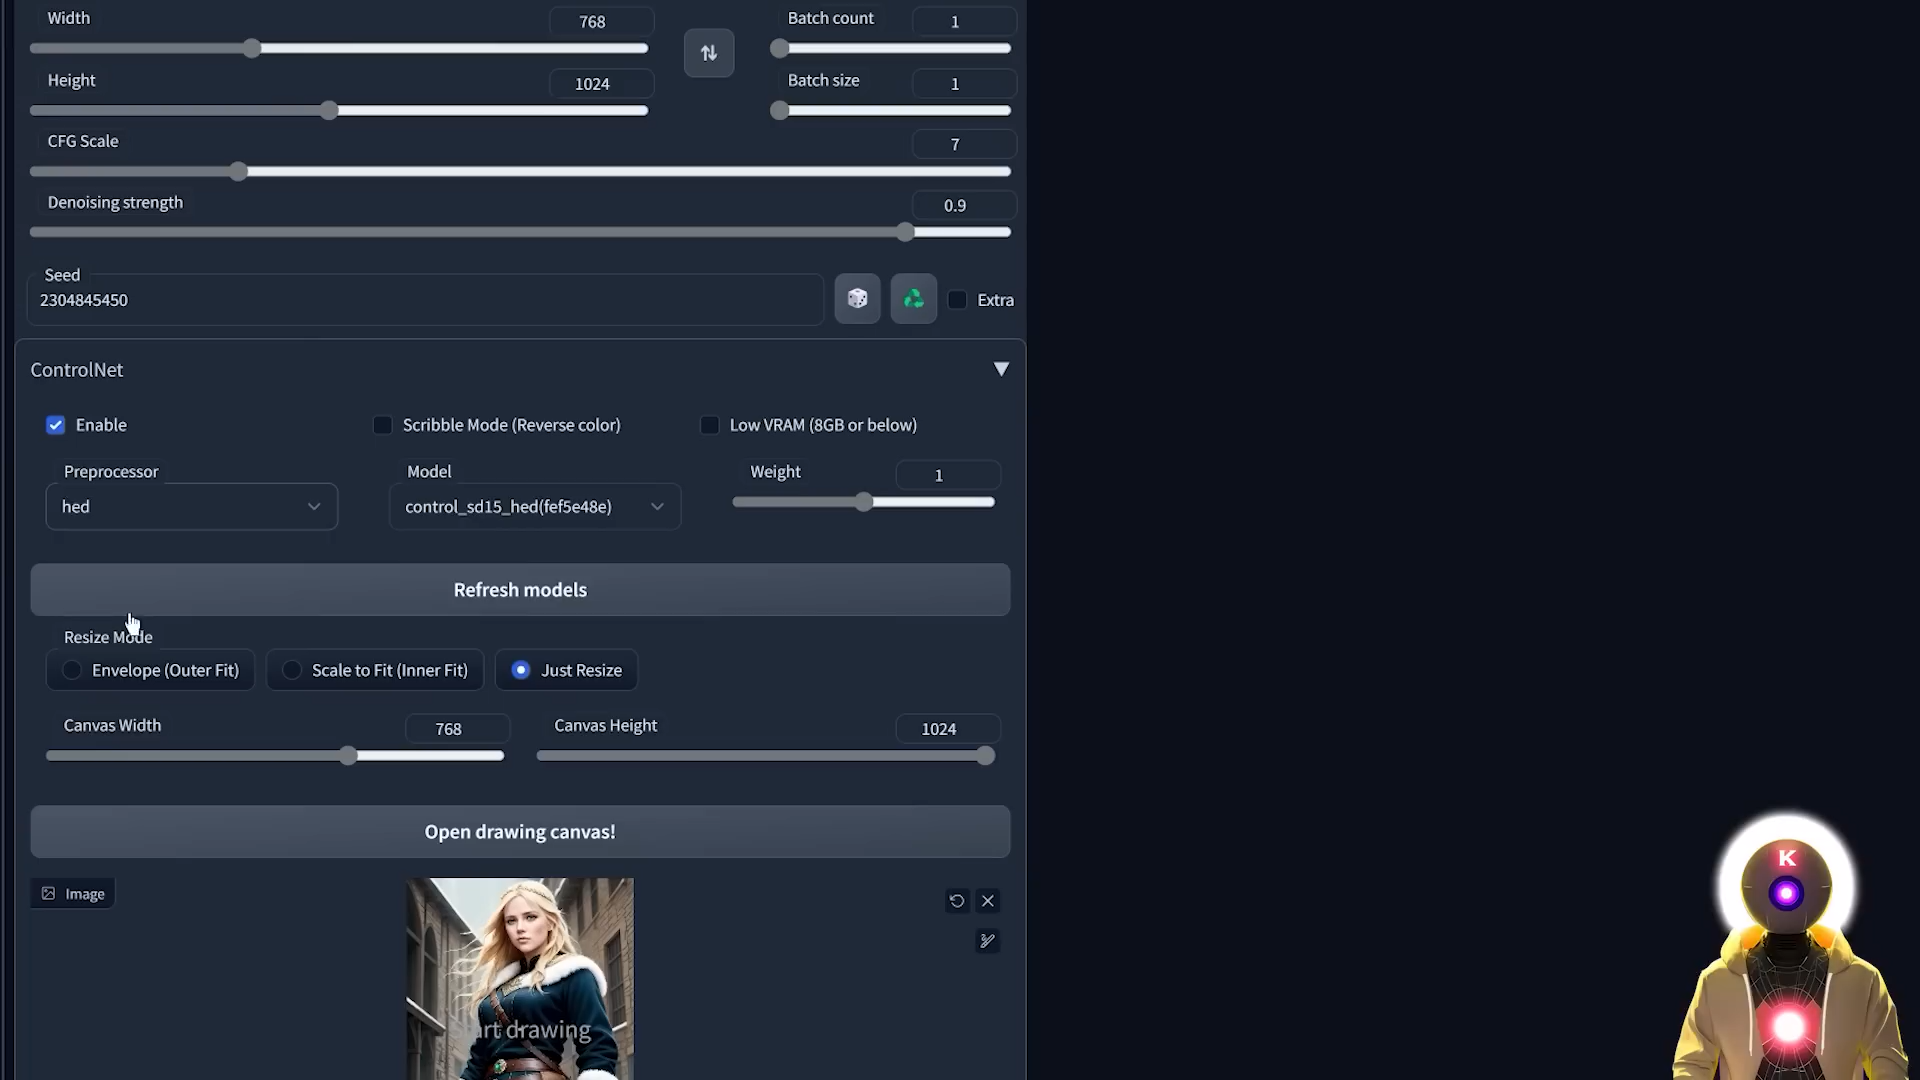 Width
768
Batch count
1
Height
1024
Batch size
1
CFG Scale
7
Denoising strength
0.9
Seed
2304845450
Extra
ControlNet
Enable
Scribble Mode (Reverse color)
Low VRAM (8GB or below)
Preprocessor
Model
Weight
1
hed
control_sd15_hed(fef5e48e)
Refresh models
Resize Mode
Envelope (Outer Fit)
Scale to Fit (Inner Fit)
Just Resize
Canvas Width
768
Canvas Height
1024
Open drawing canvas!
K
Image
Start drawing